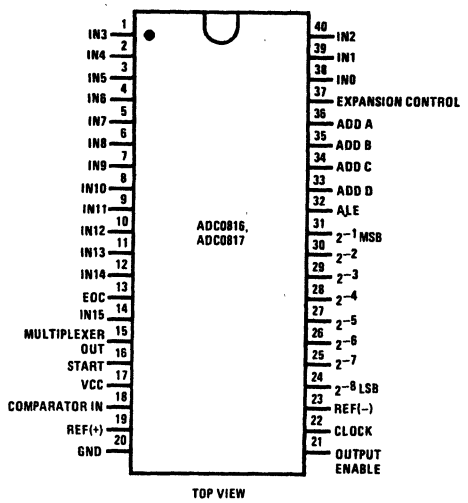 1 IN3
2 IN4
3 IN5
4 IN6
5 IN7
6 IN8
7 IN9
8 IN10
9 IN11
10 IN12
11 IN13
12 IN14
13 EOC
14 IN15
15 MULTIPLEXER
OUT
16 START
17 VCC
18 COMPARATOR IN
19 REF(+)
20 GND
ADC0816,
ADC0817
40 IN2
39 IN1
38 IN0
37 EXPANSION CONTROL
36 ADD A
35 ADD B
34 ADD C
33 ADD D
32 ALE
31 2⁻¹ MSB
30 2⁻²
29 2⁻³
28 2⁻⁴
27 2⁻⁵
26 2⁻⁶
25 2⁻⁷
24 2⁻⁸ LSB
23 REF(−)
22 CLOCK
21 OUTPUT
ENABLE
TOP VIEW